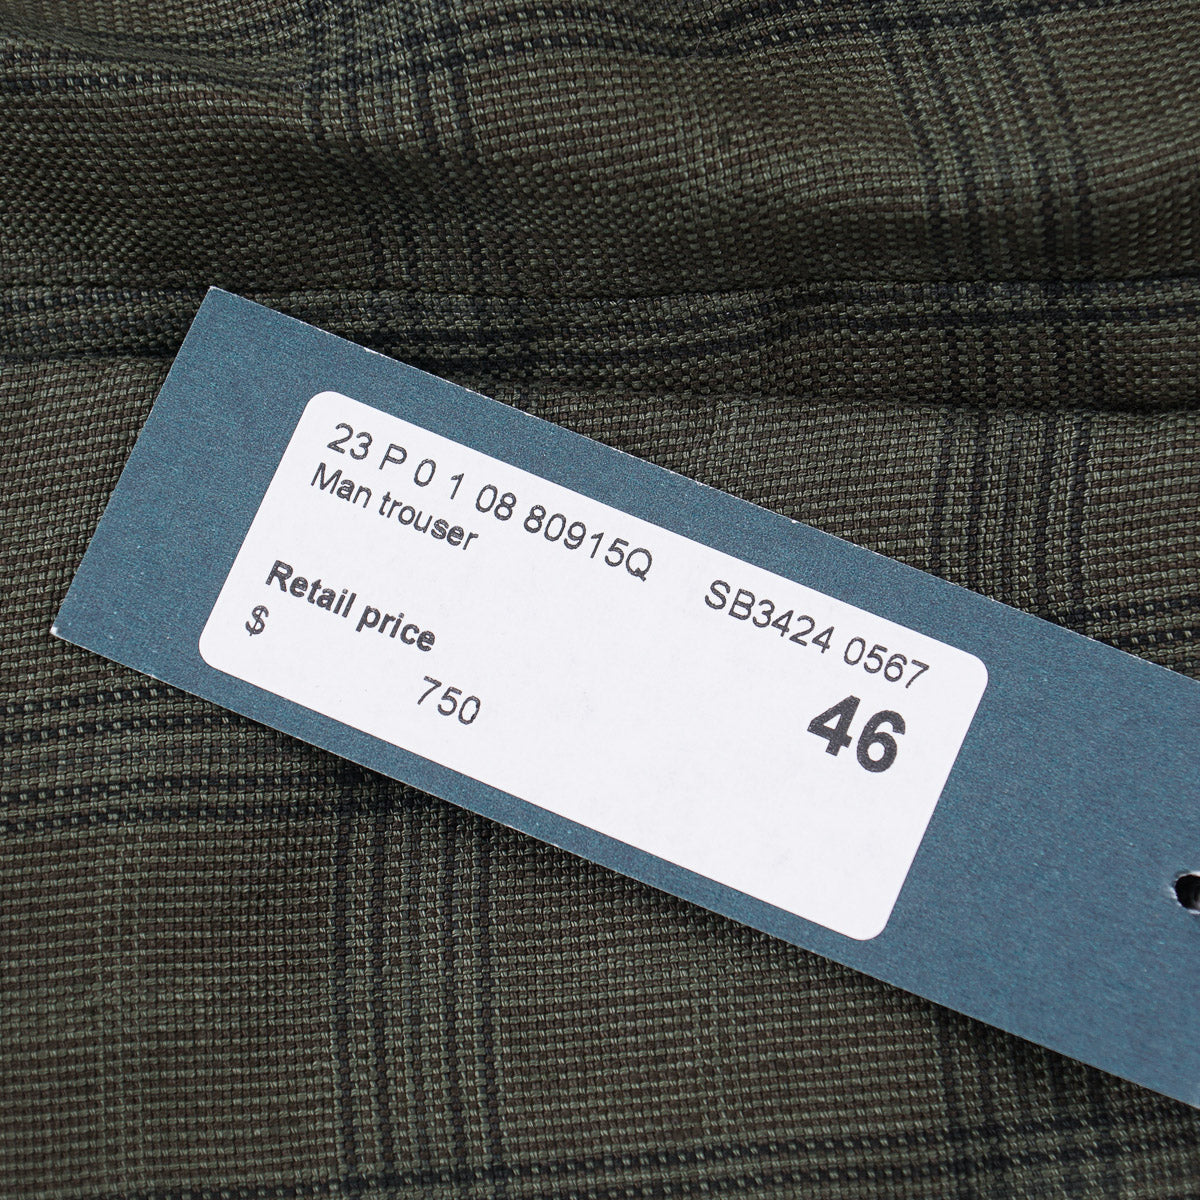 23 P 0 1 08 80915Q SB3424 0567
Man trouser
46
Retail price
$
750